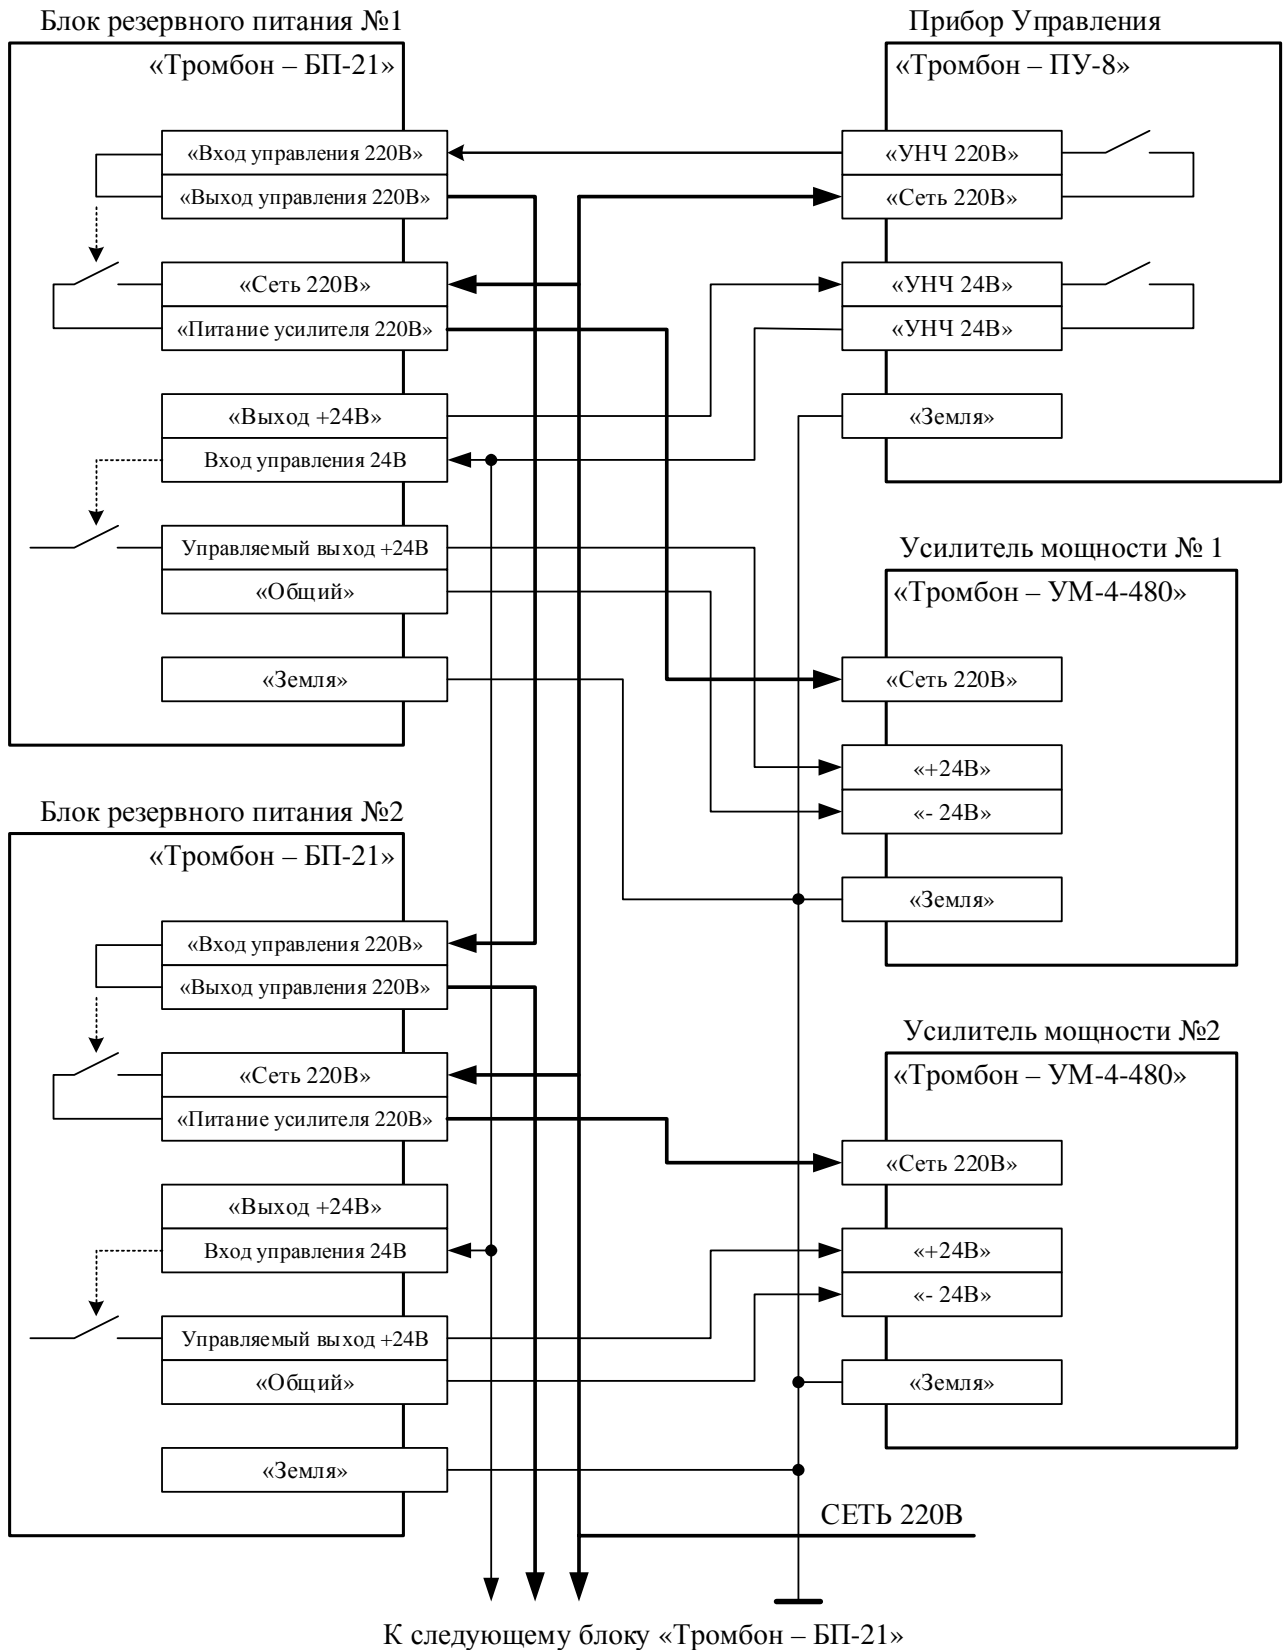 Блок резервного питания №1
«Тромбон – БП-21»
«Вход управления 220В»
«Выход управления 220В»
«Сеть 220В»
«Питание усилителя 220В»
«Выход +24В»
Вход управления 24В
Управляемый выход +24В
«Общий»
«Земля»
Прибор Управления
«Тромбон – ПУ-8»
«УНЧ 220В»
«Сеть 220В»
«УНЧ 24В»
«УНЧ 24В»
«Земля»
Усилитель мощности № 1
«Тромбон – УМ-4-480»
«Сеть 220В»
«+24В»
«- 24В»
«Земля»
Блок резервного питания №2
«Тромбон – БП-21»
«Вход управления 220В»
«Выход управления 220В»
«Сеть 220В»
«Питание усилителя 220В»
«Выход +24В»
Вход управления 24В
Управляемый выход +24В
«Общий»
«Земля»
Усилитель мощности №2
«Тромбон – УМ-4-480»
«Сеть 220В»
«+24В»
«- 24В»
«Земля»
СЕТЬ 220В
К следующему блоку «Тромбон – БП-21»